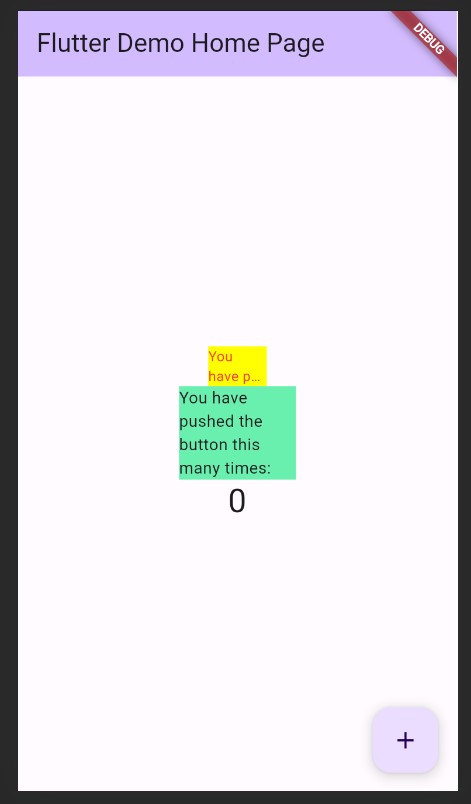 Flutter Demo Home Page
DEBUG
You
have p...
You have
pushed the
button this
many times:
0
+